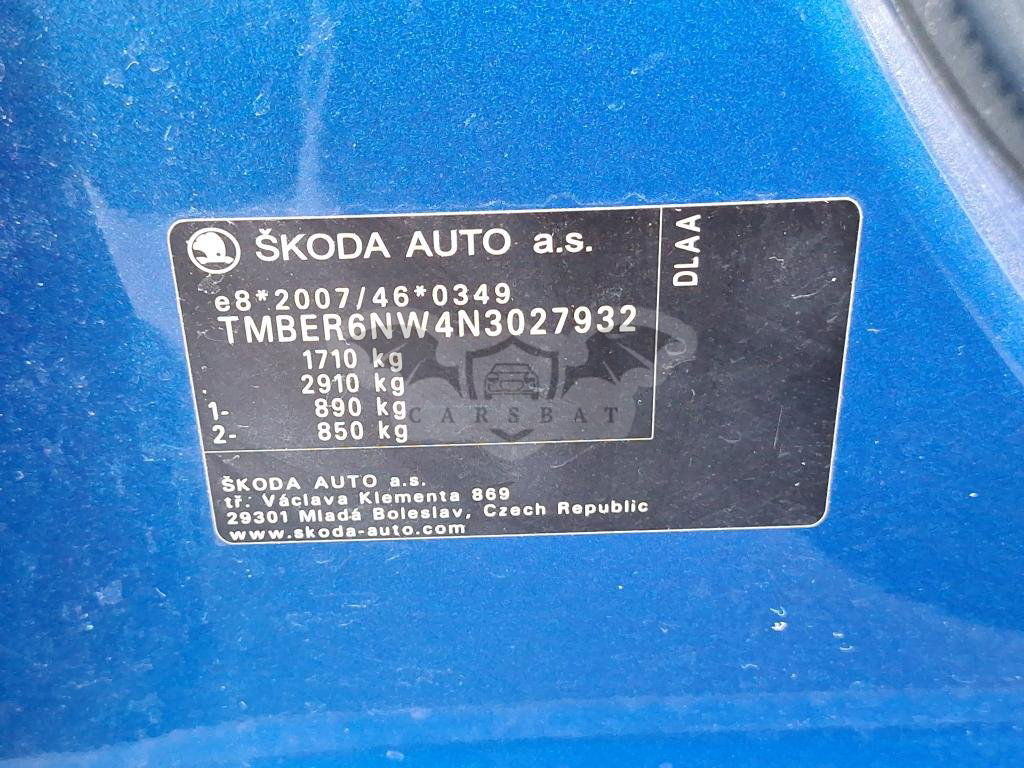 ŠKODA AUTO a.s.
DLAA
e8*2007/46*0349
TMBER6NW4N3027932
1710 kg
2910 kg
1- 890 kg
2- 850 kg
CARSBAT
ŠKODA AUTO a.s.
tř. Václava Klementa 869
29301 Mladá Boleslav, Czech Republic
www.skoda-auto.com